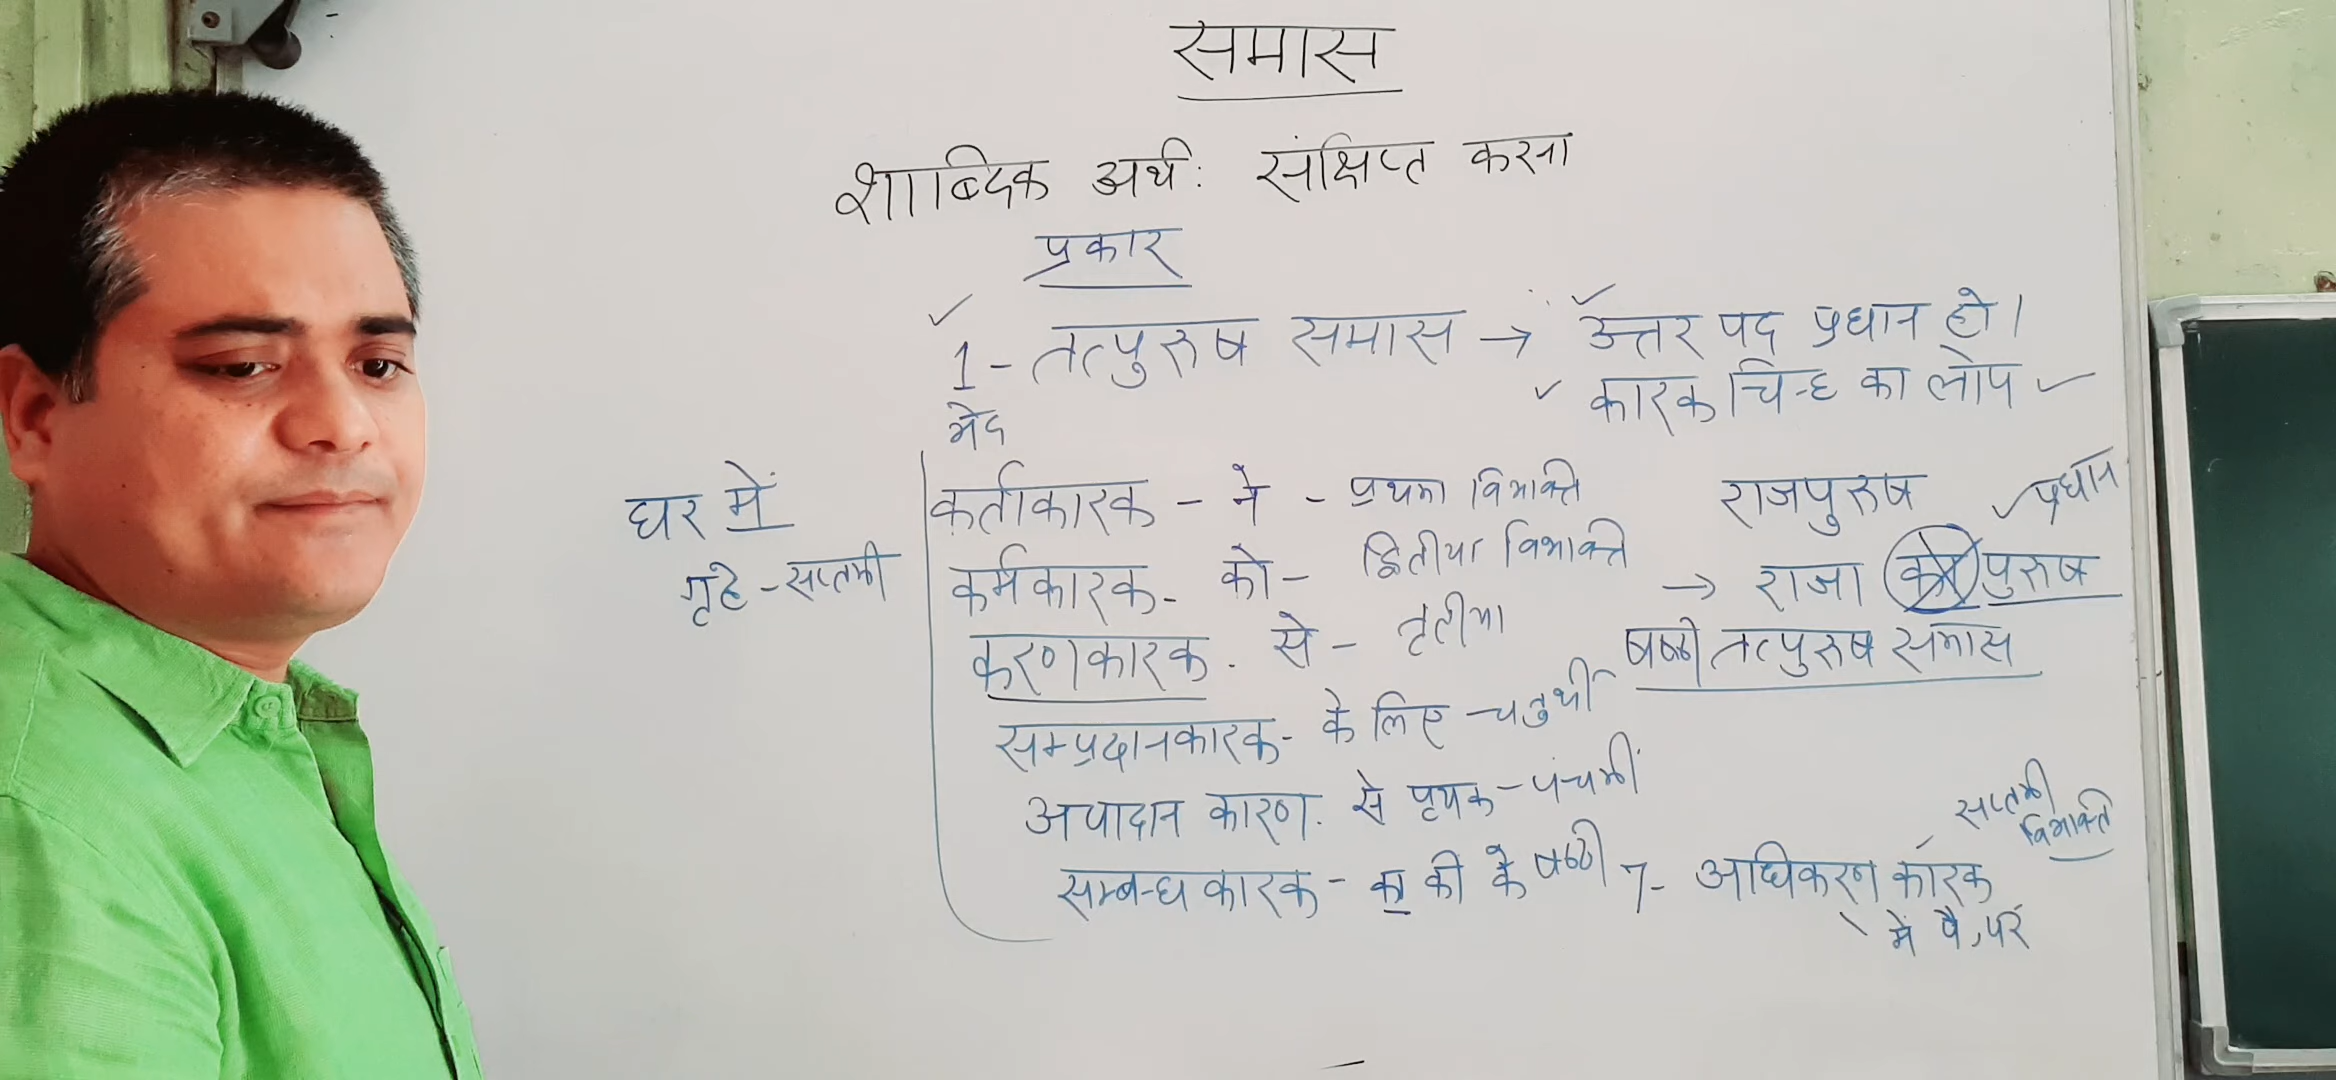 समास
शाब्दिक अर्थ: संक्षिप्त करना
प्रकार
1 - तत्पुरुष समास → उत्तर पद प्रधान हो।
कारक चिन्ह का लोप
भेद
घर में
गृहे - सप्तमी
कर्ताकारक - ने - प्रथमा विभक्ति
कर्मकारक - को - द्वितीया विभक्ति
करणकारक - से - तृतीया
सम्प्रदानकारक - के लिए - चतुर्थी
अपादान कारण - से पृथक - पंचमी
सम्बन्ध कारक - का की के षष्ठी
7 - अधिकरण कारक
में पै, पर
सप्तमी
विभक्ति
राजपुरुष
प्रधान
→ राजा का पुरुष
षष्ठी तत्पुरुष समास